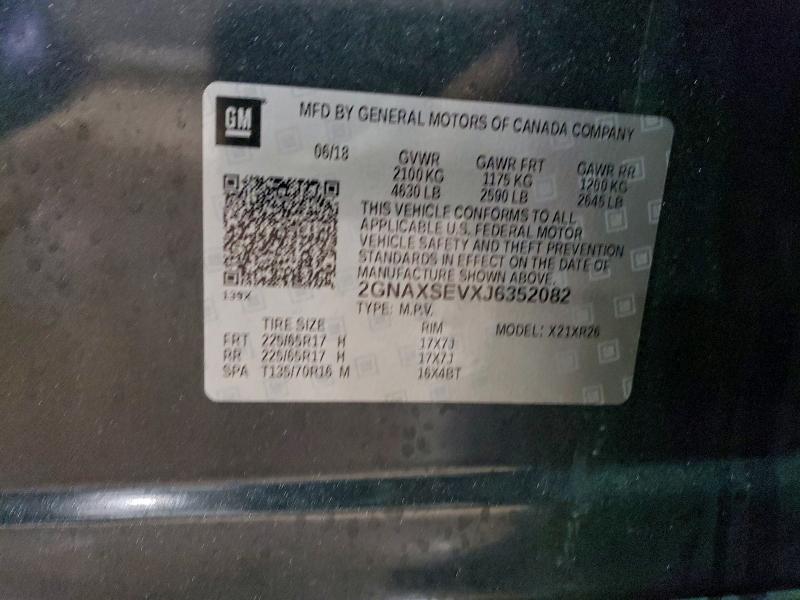 GM
MFD BY GENERAL MOTORS OF CANADA COMPANY
06/18 GVWR GAWR FRT GAWR RR
2100 KG 1175 KG 1200 KG
4630 LB 2590 LB 2645 LB
THIS VEHICLE CONFORMS TO ALL
APPLICABLE U.S. FEDERAL MOTOR
VEHICLE SAFETY AND THEFT PREVENTION
STANDARDS IN EFFECT ON THE DATE OF
MANUFACTURE SHOWN ABOVE.
139X 2GNAXSEVXJ6352082
TYPE: M.P.V.
TIRE SIZE RIM MODEL: X21XR26
FRT 225/65R17 H 17X7J
RR 225/65R17 H 17X7J
SPA T135/70R16 M 16X4BT